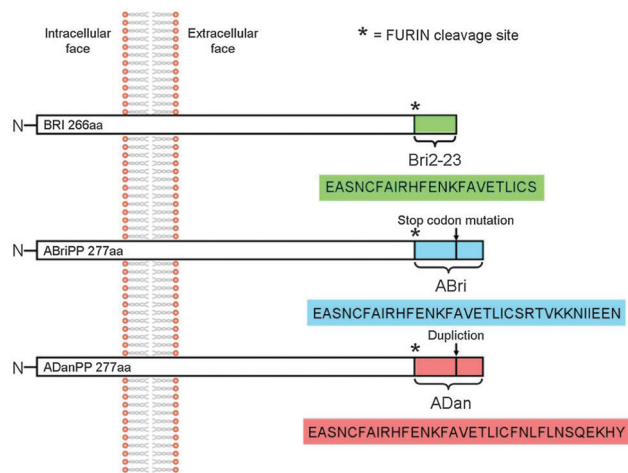 Intracellular face
Extracellular face
* = FURIN cleavage site
N
BRI 266aa
*
Bri2-23
EASNCFAIRHFENKFAVETLICS
Stop codon mutation
*
N
ABriPP 277aa
ABri
EASNCFAIRHFENKFAVETLICSRTVKKNIIEEN
Dupliction
*
N
ADanPP 277aa
ADan
EASNCFAIRHFENKFAVETLICFNLFLNSQEKHY